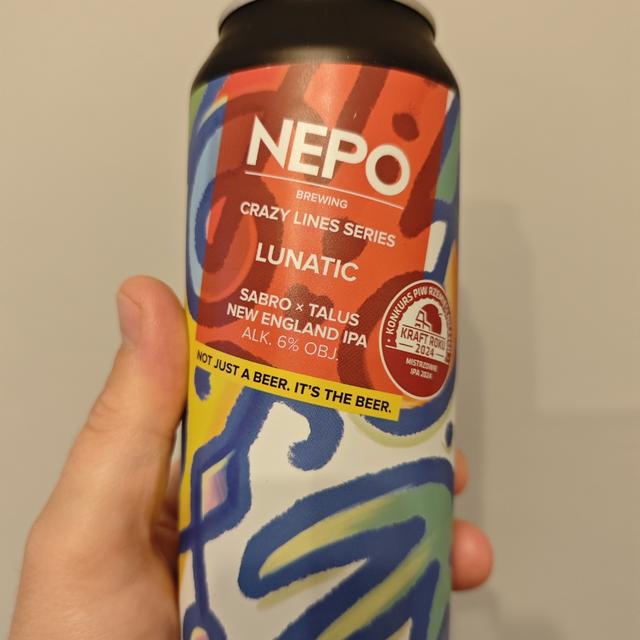 NEPO
BREWING
CRAZY LINES SERIES
LUNATIC
SABRO × TALUS
NEW ENGLAND IPA
ALK. 6% OBJ.
KONKURS PIW
KRAFT ROKU
2024
MISTRZOWIE
IPA 2024
NOT JUST A BEER. IT'S THE BEER.